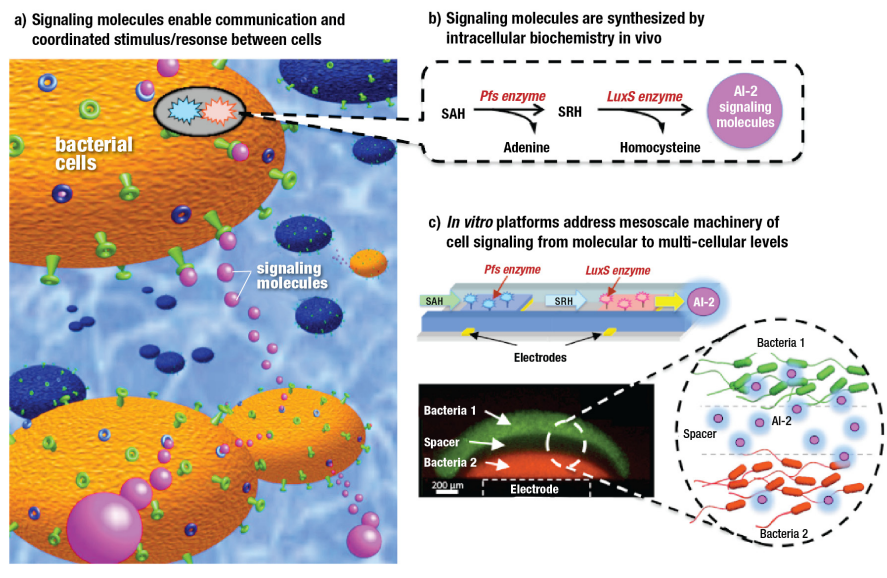 a) Signaling molecules enable communication and
coordinated stimulus/resonse between cells
bacterial
cells
signaling
molecules
b) Signaling molecules are synthesized by
intracellular biochemistry in vivo
SAH
Pfs enzyme
SRH
LuxS enzyme
AI-2
signaling
molecules
Adenine
Homocysteine
c) In vitro platforms address mesoscale machinery of
cell signaling from molecular to multi-cellular levels
Pfs enzyme
LuxS enzyme
SAH
SRH
AI-2
Electrodes
Bacteria 1
Spacer
Bacteria 2
200 µm
Electrode
Bacteria 1
AI-2
Spacer
Bacteria 2